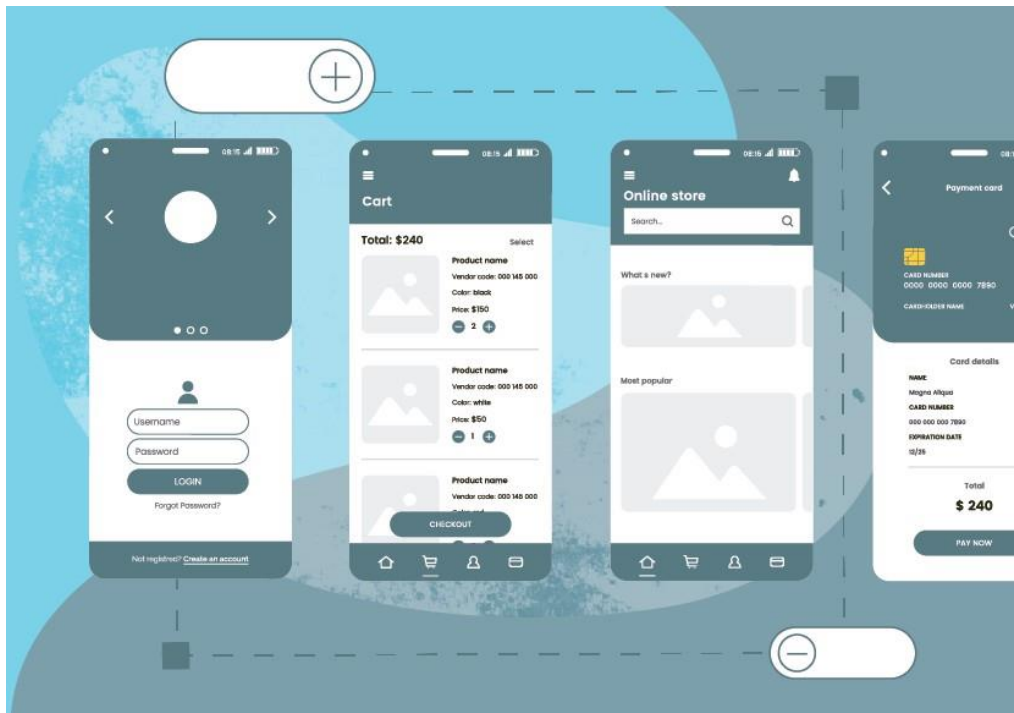 08:15
Username
Password
LOGIN
Forgot Password?
Not registred? Create an account
08:15
Cart
Total: $240
Select
Product name
Vendor code: 000 145 000
Color: black
Price: $150
2
Product name
Vendor code: 000 145 000
Color: white
Price: $50
1
Product name
Vendor code: 000 145 000
CHECKOUT
08:15
Online store
Search...
What s new?
Most popular
Payment card
CARD NUMBER
0000 0000 0000 7890
CARDHOLDER NAME
Card details
NAME
Magna Aliqua
CARD NUMBER
000 000 000 7890
EXPIRATION DATE
12/25
Total
$ 240
PAY NOW